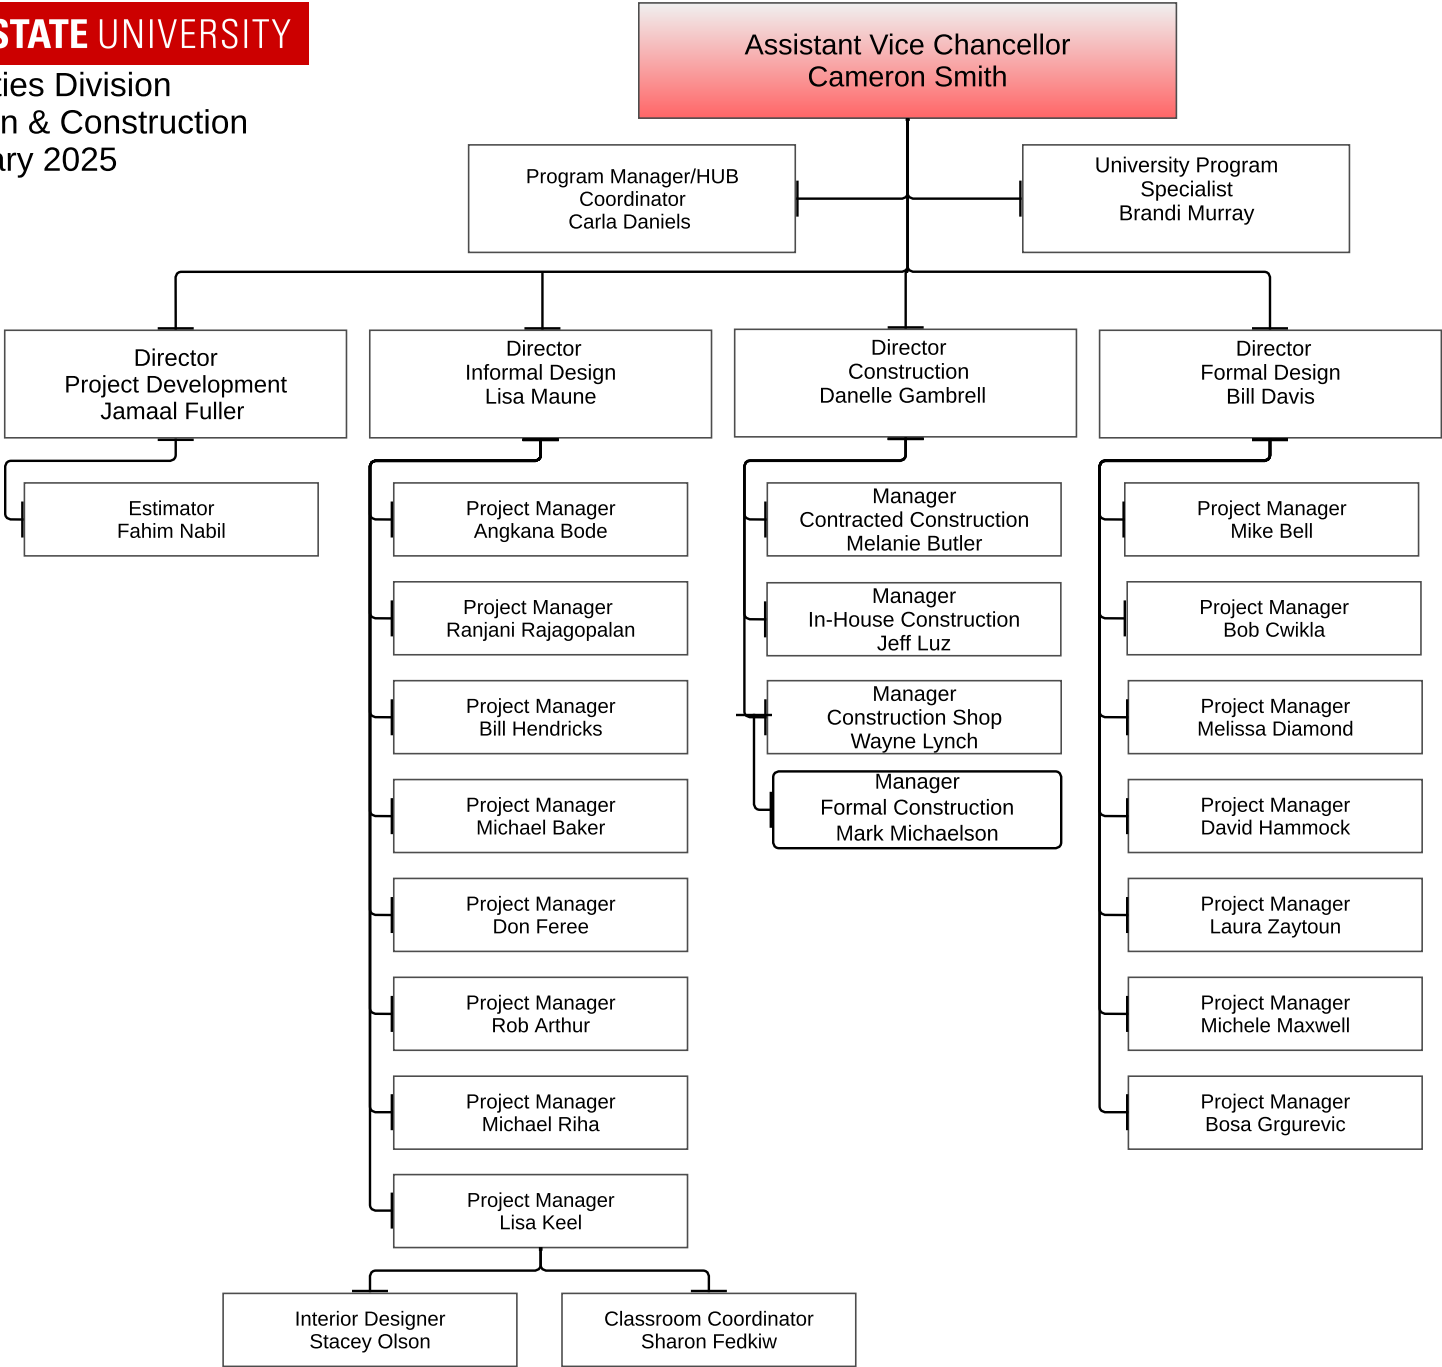 STATE UNIVERSITY
ties Division
n & Construction
ary 2025
Assistant Vice Chancellor
Cameron Smith
Program Manager/HUB
Coordinator
Carla Daniels
University Program
Specialist
Brandi Murray
Director
Project Development
Jamaal Fuller
Director
Informal Design
Lisa Maune
Director
Construction
Danelle Gambrell
Director
Formal Design
Bill Davis
Estimator
Fahim Nabil
Project Manager
Angkana Bode
Project Manager
Ranjani Rajagopalan
Project Manager
Bill Hendricks
Project Manager
Michael Baker
Project Manager
Don Feree
Project Manager
Rob Arthur
Project Manager
Michael Riha
Project Manager
Lisa Keel
Interior Designer
Stacey Olson
Classroom Coordinator
Sharon Fedkiw
Manager
Contracted Construction
Melanie Butler
Manager
In-House Construction
Jeff Luz
Manager
Construction Shop
Wayne Lynch
Manager
Formal Construction
Mark Michaelson
Project Manager
Mike Bell
Project Manager
Bob Cwikla
Project Manager
Melissa Diamond
Project Manager
David Hammock
Project Manager
Laura Zaytoun
Project Manager
Michele Maxwell
Project Manager
Bosa Grgurevic